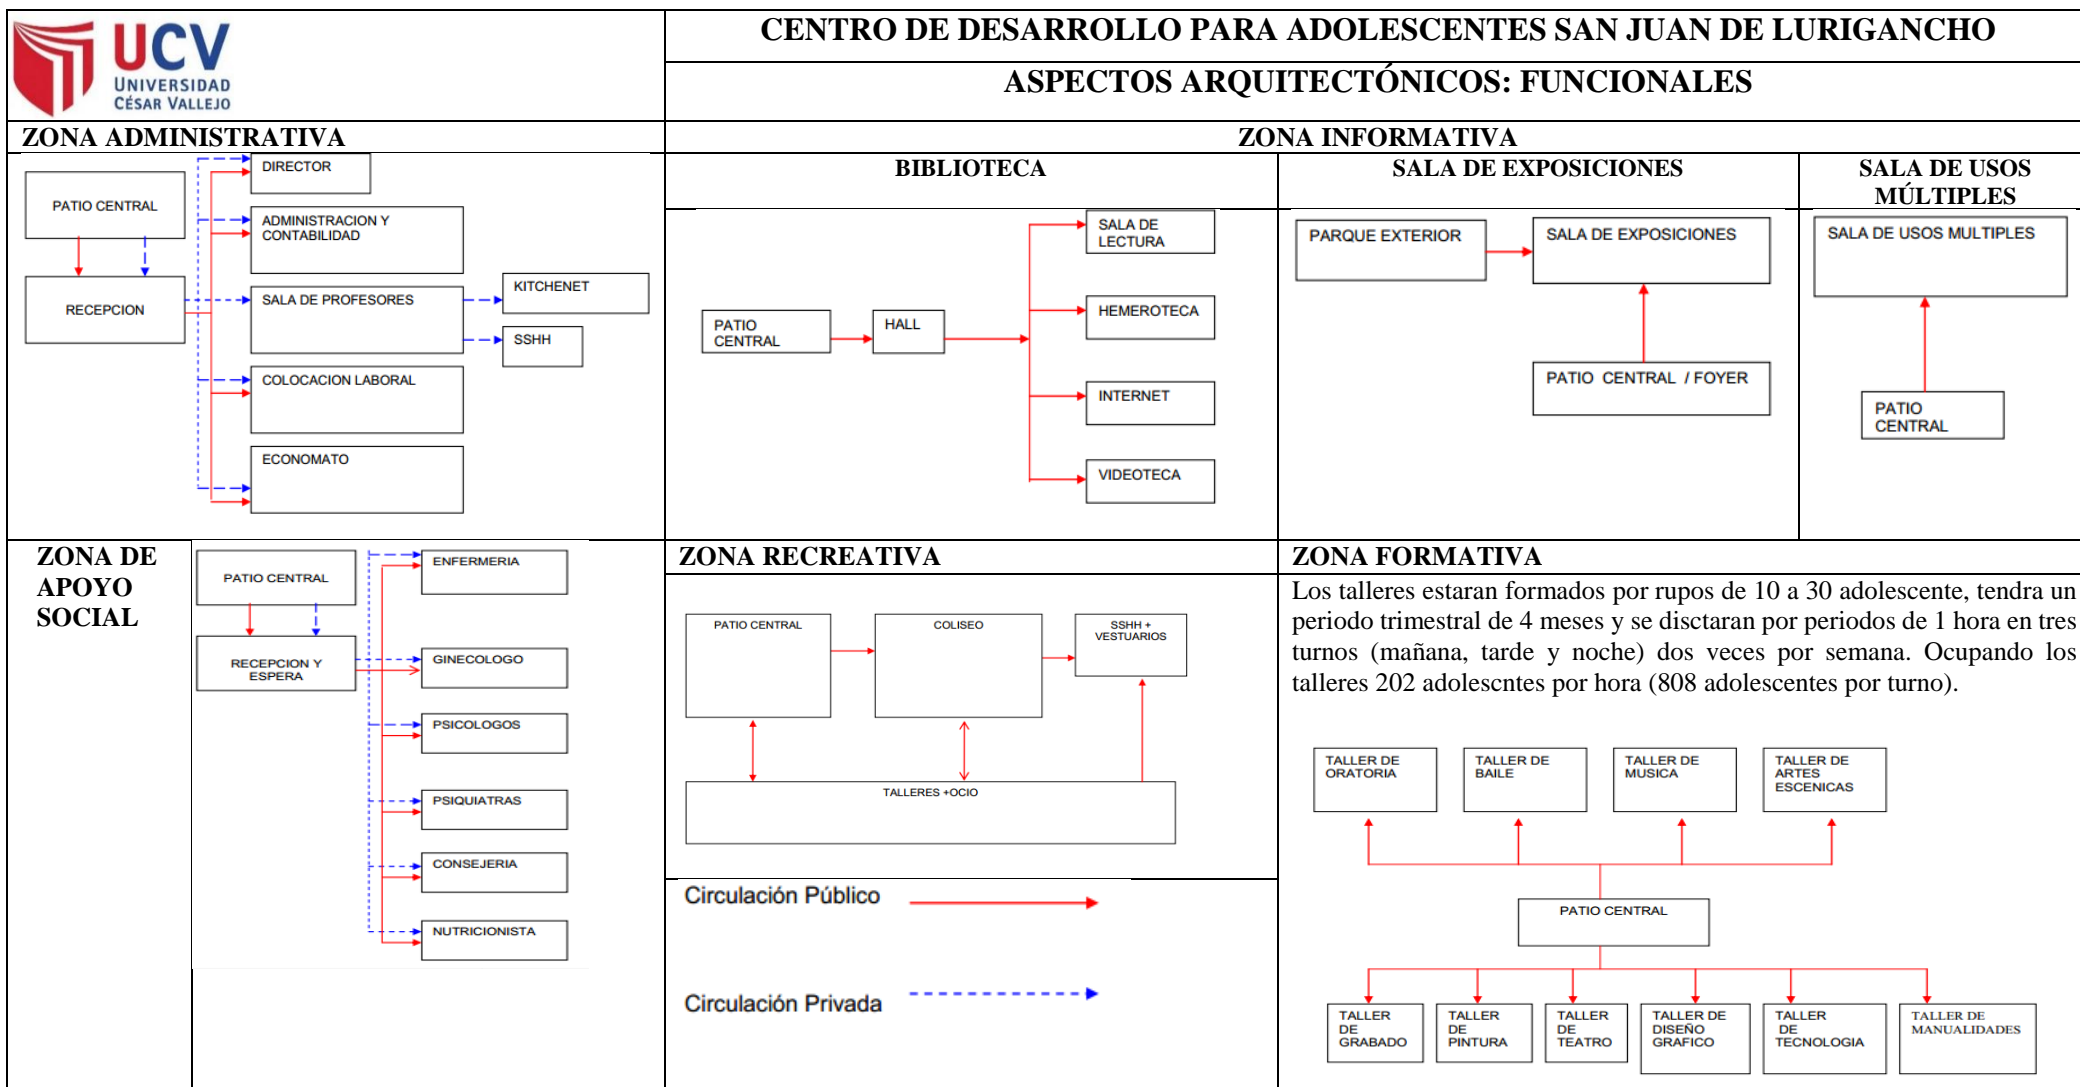 UCV
UNIVERSIDAD
CÉSAR VALLEJO
CENTRO DE DESARROLLO PARA ADOLESCENTES SAN JUAN DE LURIGANCHO
ASPECTOS ARQUITECTÓNICOS: FUNCIONALES
ZONA ADMINISTRATIVA
PATIO CENTRAL
RECEPCION
DIRECTOR
ADMINISTRACION Y
CONTABILIDAD
SALA DE PROFESORES
KITCHENET
SSHH
COLOCACION LABORAL
ECONOMATO
ZONA INFORMATIVA
BIBLIOTECA
PATIO
CENTRAL
HALL
SALA DE
LECTURA
HEMEROTECA
INTERNET
VIDEOTECA
SALA DE EXPOSICIONES
PARQUE EXTERIOR
SALA DE EXPOSICIONES
PATIO CENTRAL / FOYER
SALA DE USOS
MÚLTIPLES
SALA DE USOS MULTIPLES
PATIO
CENTRAL
ZONA DE
APOYO
SOCIAL
PATIO CENTRAL
RECEPCION Y
ESPERA
ENFERMERIA
GINECOLOGO
PSICOLOGOS
PSIQUIATRAS
CONSEJERIA
NUTRICIONISTA
ZONA RECREATIVA
PATIO CENTRAL
COLISEO
SSHH +
VESTUARIOS
TALLERES +OCIO
Circulación Público
Circulación Privada
ZONA FORMATIVA
Los talleres estaran formados por rupos de 10 a 30 adolescente, tendra un
periodo trimestral de 4 meses y se disctaran por periodos de 1 hora en tres
turnos (mañana, tarde y noche) dos veces por semana. Ocupando los
talleres 202 adolescntes por hora (808 adolescentes por turno).
TALLER DE
ORATORIA
TALLER DE
BAILE
TALLER DE
MUSICA
TALLER DE
ARTES
ESCENICAS
PATIO CENTRAL
TALLER
DE
GRABADO
TALLER
DE
PINTURA
TALLER
DE
TEATRO
TALLER DE
DISEÑO
GRAFICO
TALLER
DE
TECNOLOGIA
TALLER DE
MANUALIDADES